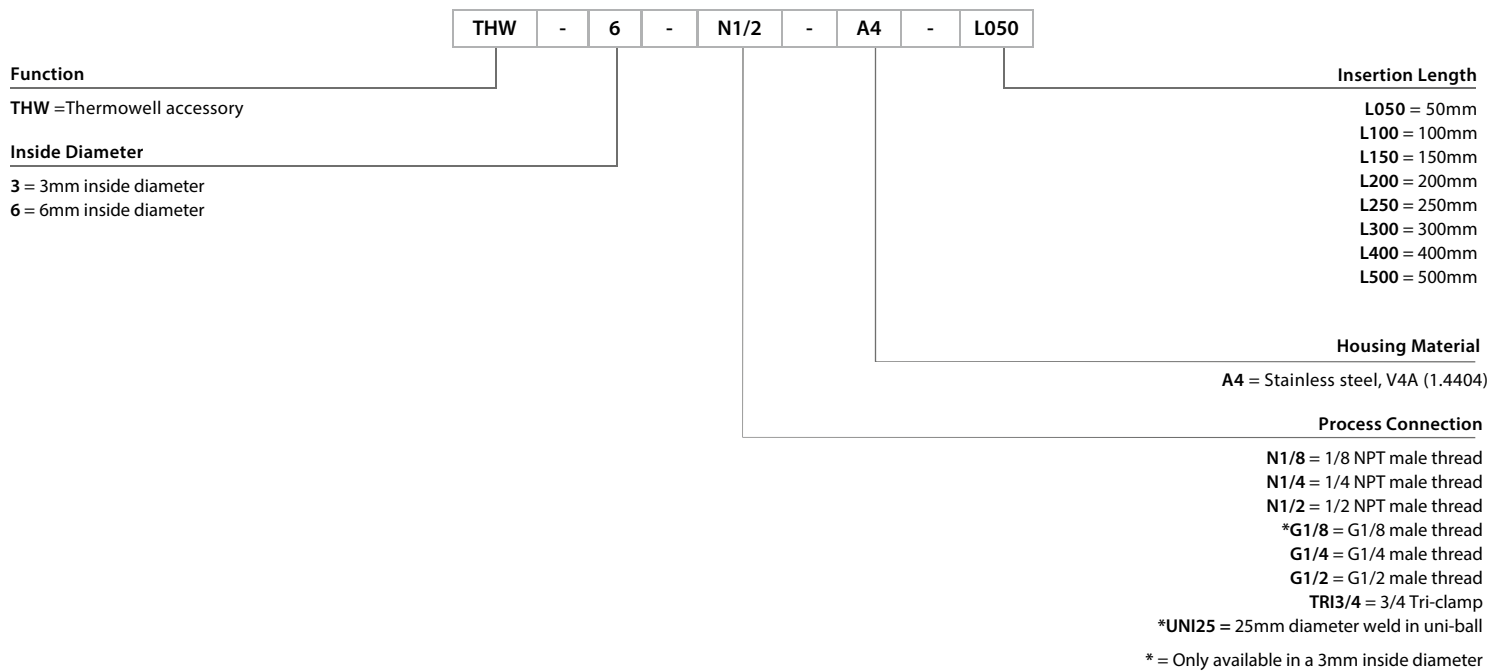 THW - 6 - N1/2 - A4 - L050
Function
THW =Thermowell accessory
Inside Diameter
3 = 3mm inside diameter
6 = 6mm inside diameter
Insertion Length
L050 = 50mm
L100 = 100mm
L150 = 150mm
L200 = 200mm
L250 = 250mm
L300 = 300mm
L400 = 400mm
L500 = 500mm
Housing Material
A4 = Stainless steel, V4A (1.4404)
Process Connection
N1/8 = 1/8 NPT male thread
N1/4 = 1/4 NPT male thread
N1/2 = 1/2 NPT male thread
*G1/8 = G1/8 male thread
G1/4 = G1/4 male thread
G1/2 = G1/2 male thread
TRI3/4 = 3/4 Tri-clamp
*UNI25 = 25mm diameter weld in uni-ball
* = Only available in a 3mm inside diameter